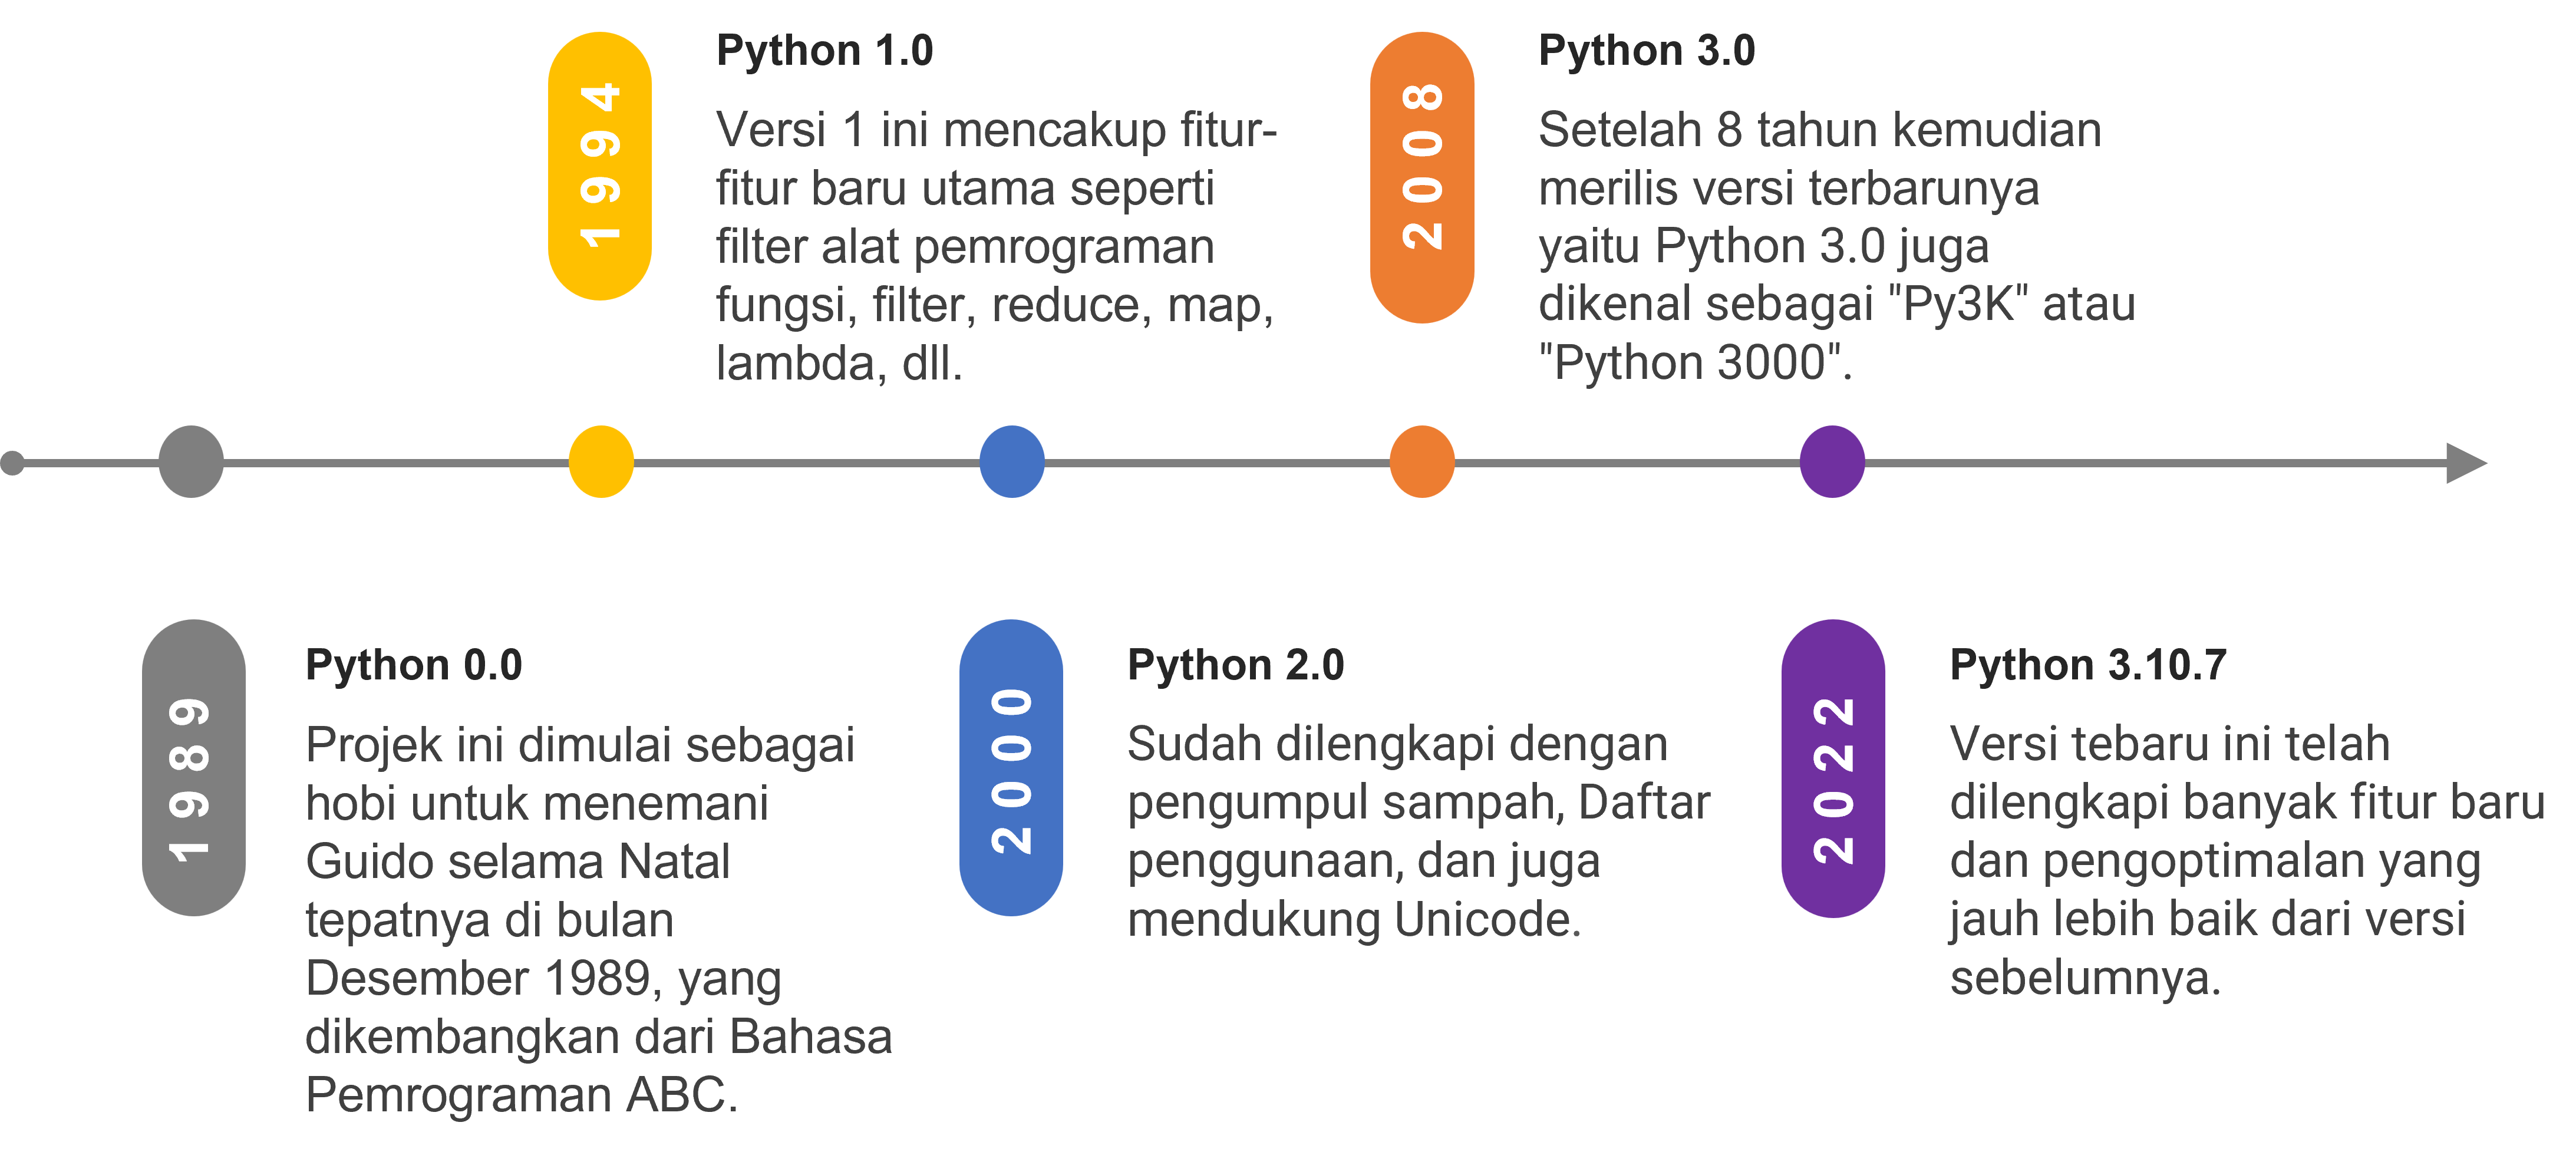 1994
Python 1.0
Versi 1 ini mencakup fitur-
fitur baru utama seperti
filter alat pemrograman
fungsi, filter, reduce, map,
lambda, dll.
2008
Python 3.0
Setelah 8 tahun kemudian
merilis versi terbarunya
yaitu Python 3.0 juga
dikenal sebagai "Py3K" atau
"Python 3000".
1989
Python 0.0
Projek ini dimulai sebagai
hobi untuk menemani
Guido selama Natal
tepatnya di bulan
Desember 1989, yang
dikembangkan dari Bahasa
Pemrograman ABC.
2000
Python 2.0
Sudah dilengkapi dengan
pengumpul sampah, Daftar
penggunaan, dan juga
mendukung Unicode.
2022
Python 3.10.7
Versi tebaru ini telah
dilengkapi banyak fitur baru
dan pengoptimalan yang
jauh lebih baik dari versi
sebelumnya.